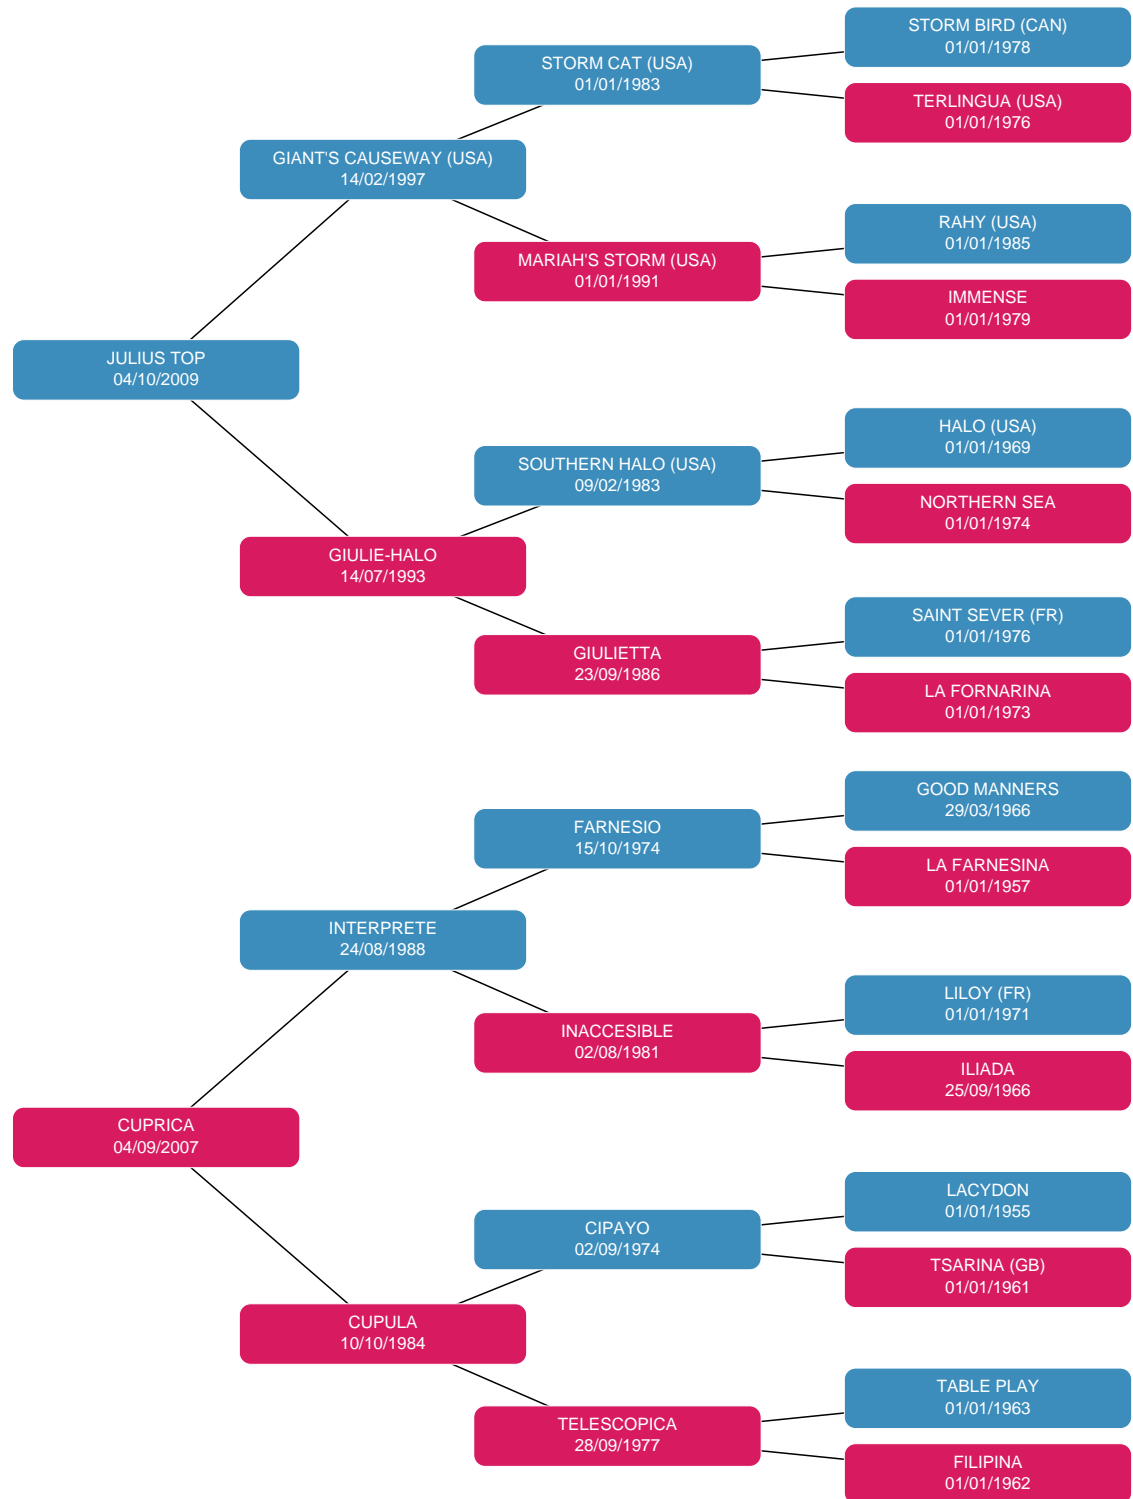 STORM BIRD (CAN)
01/01/1978
STORM CAT (USA)
01/01/1983
TERLINGUA (USA)
01/01/1976
GIANT'S CAUSEWAY (USA)
14/02/1997
RAHY (USA)
01/01/1985
MARIAH'S STORM (USA)
01/01/1991
IMMENSE
01/01/1979
JULIUS TOP
04/10/2009
HALO (USA)
01/01/1969
SOUTHERN HALO (USA)
09/02/1983
NORTHERN SEA
01/01/1974
GIULIE-HALO
14/07/1993
SAINT SEVER (FR)
01/01/1976
GIULIETTA
23/09/1986
LA FORNARINA
01/01/1973
GOOD MANNERS
29/03/1966
FARNESIO
15/10/1974
LA FARNESINA
01/01/1957
INTERPRETE
24/08/1988
LILOY (FR)
01/01/1971
INACCESIBLE
02/08/1981
ILIADA
25/09/1966
CUPRICA
04/09/2007
LACYDON
01/01/1955
CIPAYO
02/09/1974
TSARINA (GB)
01/01/1961
CUPULA
10/10/1984
TABLE PLAY
01/01/1963
TELESCOPICA
28/09/1977
FILIPINA
01/01/1962